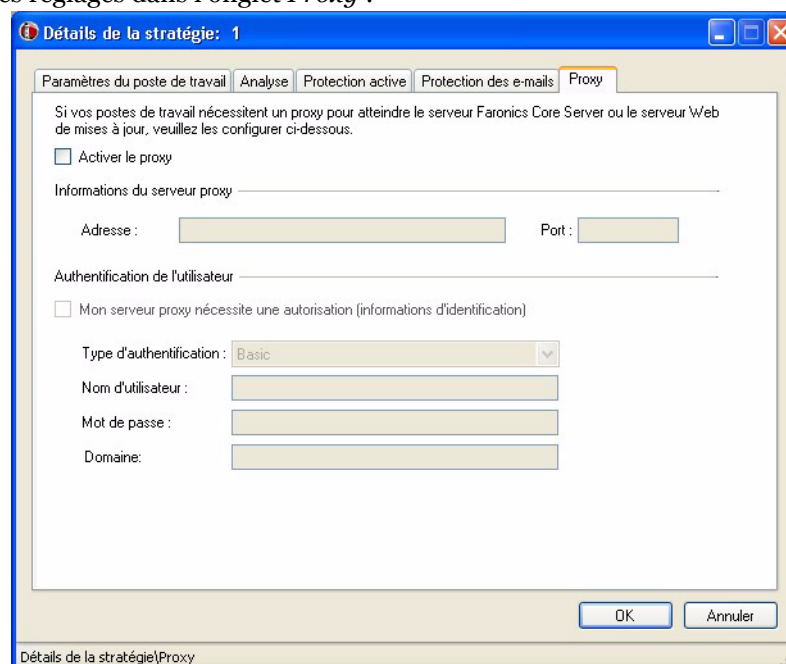 es réglages dans l'onglet Proxy :
Détails de la stratégie: 1
Paramètres du poste de travail Analyse Protection active Protection des e-mails Proxy
Si vos postes de travail nécessitent un proxy pour atteindre le serveur Faronics Core Server ou le serveur Web
de mises à jour, veuillez les configurer ci-dessous.
Activer le proxy
Informations du serveur proxy
Adresse : Port :
Authentification de l'utilisateur
Mon serveur proxy nécessite une autorisation (informations d'identification)
Type d'authentification : Basic
Nom d'utilisateur :
Mot de passe :
Domaine:
OK Annuler
Détails de la stratégie\Proxy